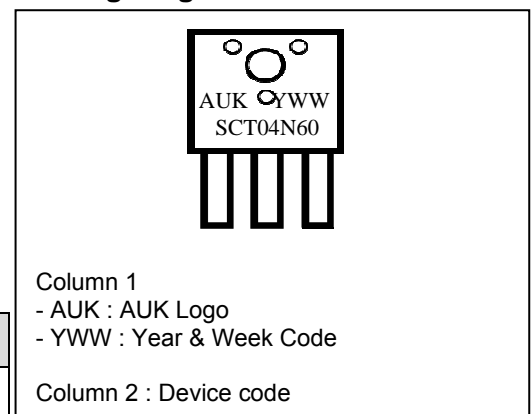 AUK YWW
SCT04N60
Column 1
- AUK : AUK Logo
- YWW : Year & Week Code
Column 2 : Device code